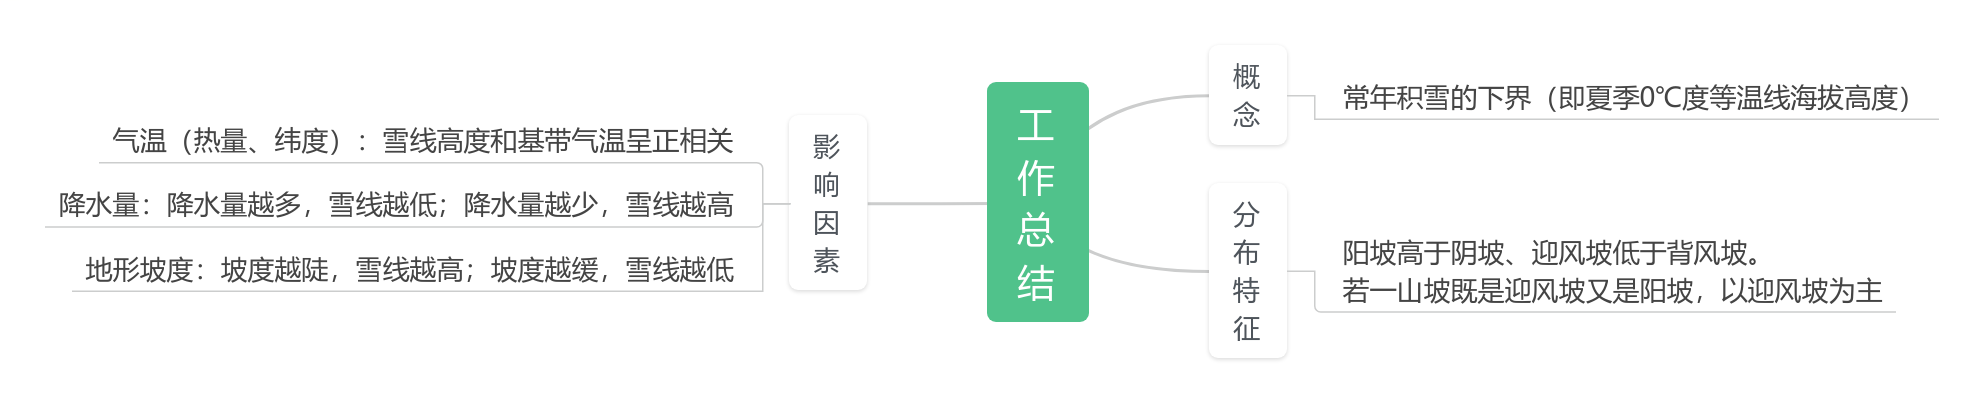 工作总结
概念
常年积雪的下界（即夏季0℃度等温线海拔高度）
分布特征
阳坡高于阴坡、迎风坡低于背风坡。
若一山坡既是迎风坡又是阳坡，以迎风坡为主
影响因素
气温（热量、纬度）：雪线高度和基带气温呈正相关
降水量：降水量越多，雪线越低；降水量越少，雪线越高
地形坡度：坡度越陡，雪线越高；坡度越缓，雪线越低